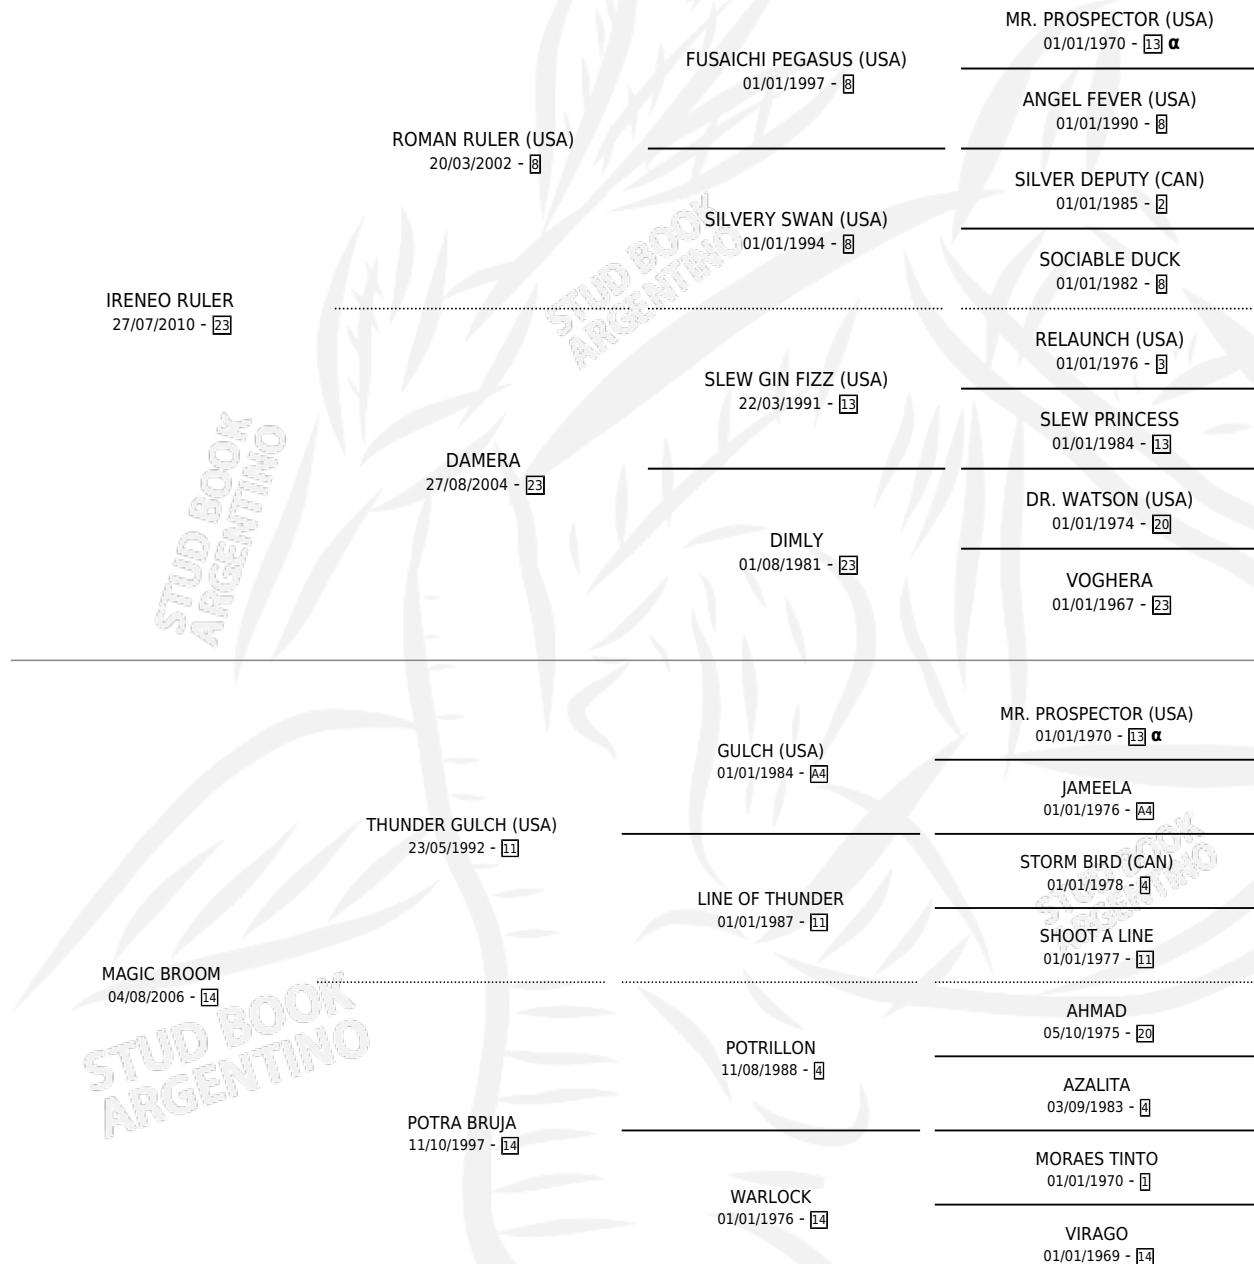 MR. PROSPECTOR (USA)
01/01/1970 - 13 α
FUSAICHI PEGASUS (USA)
01/01/1997 - 8
ANGEL FEVER (USA)
01/01/1990 - 8
ROMAN RULER (USA)
20/03/2002 - 8
SILVER DEPUTY (CAN)
01/01/1985 - 2
SILVERY SWAN (USA)
01/01/1994 - 8
SOCIABLE DUCK
01/01/1982 - 8
STUD BOOK
ARGENTINO
IRENEO RULER
27/07/2010 - 23
RELAUNCH (USA)
01/01/1976 - 3
SLEW GIN FIZZ (USA)
22/03/1991 - 13
SLEW PRINCESS
01/01/1984 - 13
DAMERA
27/08/2004 - 23
DR. WATSON (USA)
01/01/1974 - 20
DIMLY
01/08/1981 - 23
VOGHERA
01/01/1967 - 23
STUD BOOK
ARGENTINO
MR. PROSPECTOR (USA)
01/01/1970 - 13 α
GULCH (USA)
01/01/1984 - A4
JAMEELA
01/01/1976 - A4
THUNDER GULCH (USA)
23/05/1992 - 11
STORM BIRD (CAN)
01/01/1978 - 4
STUD BOOK
ARGENTINO
LINE OF THUNDER
01/01/1987 - 11
SHOOT A LINE
01/01/1977 - 11
MAGIC BROOM
04/08/2006 - 14
STUD BOOK
ARGENTINO
AHMAD
05/10/1975 - 20
POTRILLON
11/08/1988 - 4
AZALITA
03/09/1983 - 4
POTRA BRUJA
11/10/1997 - 14
MORAES TINTO
01/01/1970 - 1
WARLOCK
01/01/1976 - 14
VIRAGO
01/01/1969 - 14